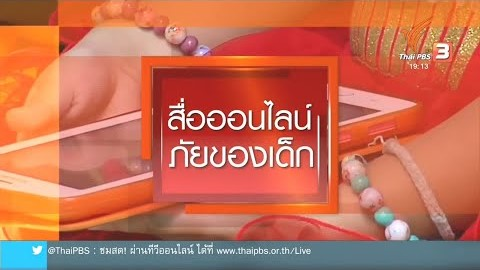 Thai PBS 3
19:13
สื่อออนไลน์
ภัยของเด็ก
@ThaiPBS : ชมสด! ผ่านทีวีออนไลน์ ได้ที่ www.thaipbs.or.th/Live